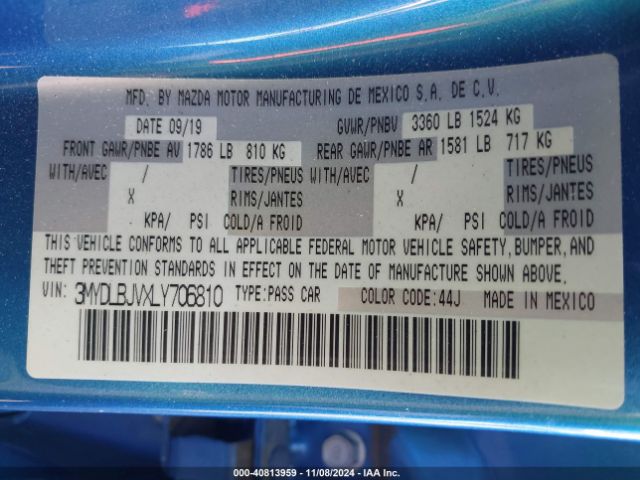 MFD. BY MAZDA MOTOR MANUFACTURING DE MEXICO S.A. DE C.V.
DATE 09/19 GVWR/PNBV 3360 LB 1524 KG
FRONT GAWR/PNBE AV 1786 LB 810 KG REAR GAWR/PNBE AR 1581 LB 717 KG
WITH/AVEC / TIRES/PNEUS WITH/AVEC / TIRES/PNEUS
X RIMS/JANTES X RIMS/JANTES
KPA/ PSI COLD/A FROID KPA/ PSI COLD/A FROID
THIS VEHICLE CONFORMS TO ALL APPLICABLE FEDERAL MOTOR VEHICLE SAFETY, BUMPER, AND
THEFT PREVENTION STANDARDS IN EFFECT ON THE DATE OF MANUFACTURE SHOWN ABOVE.
VIN: 3MYDLBJVXLY706810 TYPE:PASS CAR COLOR CODE:44J MADE IN MEXICO
000-40813959 - 11/08/2024 - IAA Inc.